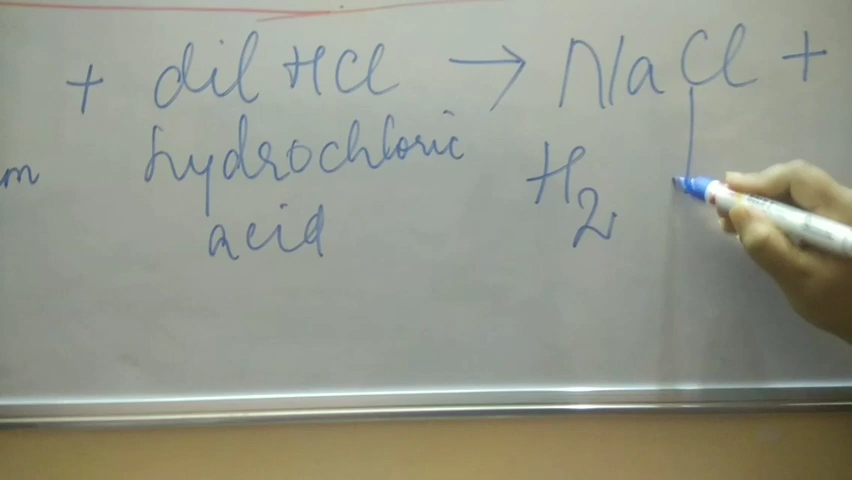 + dil HCl → NaCl +
m hydrochloric H2
acid